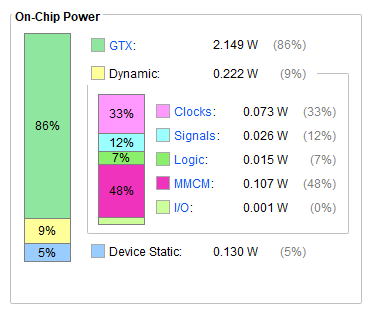 On-Chip Power
GTX: 2.149 W (86%)
Dynamic: 0.222 W (9%)
86%
33% Clocks: 0.073 W (33%)
12% Signals: 0.026 W (12%)
7% Logic: 0.015 W (7%)
48% MMCM: 0.107 W (48%)
I/O: 0.001 W (0%)
9%
5% Device Static: 0.130 W (5%)